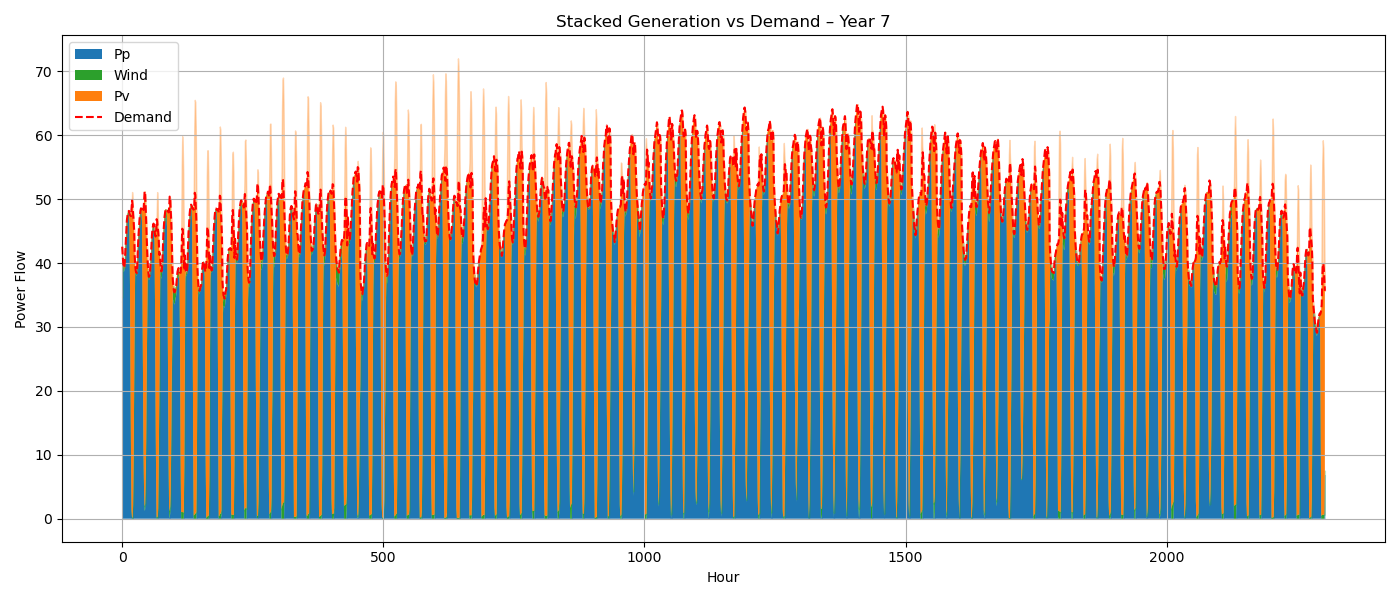 Stacked Generation vs Demand – Year 7
Pp
Wind
Pv
Demand
Power Flow
70
60
50
40
30
20
10
0
0 500 1000 1500 2000
Hour